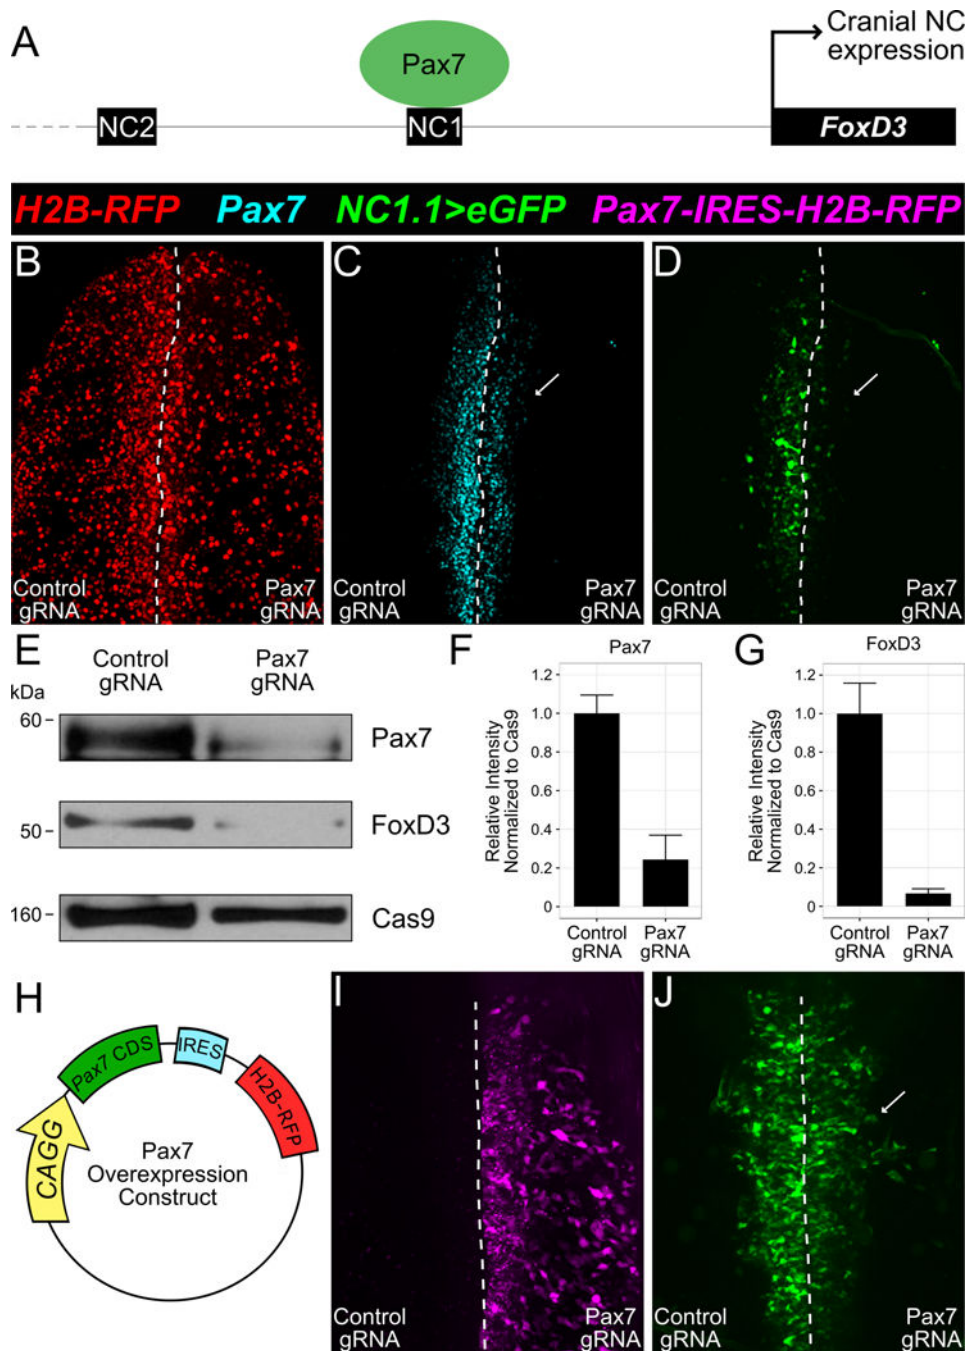 A
Pax7
Cranial NC
expression
NC2
NC1
FoxD3
H2B-RFP Pax7 NC1.1>eGFP Pax7-IRES-H2B-RFP
B
Control
gRNA
Pax7
gRNA
C
Control
gRNA
Pax7
gRNA
D
Control
gRNA
Pax7
gRNA
E
Control
gRNA
Pax7
gRNA
kDa
60
Pax7
50
FoxD3
160
Cas9
F
Pax7
Relative Intensity
Normalized to Cas9
1.2
1.0
0.8
0.6
0.4
0.2
0
Control
gRNA
Pax7
gRNA
G
FoxD3
Relative Intensity
Normalized to Cas9
1.2
1.0
0.8
0.6
0.4
0.2
0
Control
gRNA
Pax7
gRNA
H
CAGG
Pax7 CDS
IRES
H2B-RFP
Pax7
Overexpression
Construct
I
Control
gRNA
Pax7
gRNA
J
Control
gRNA
Pax7
gRNA